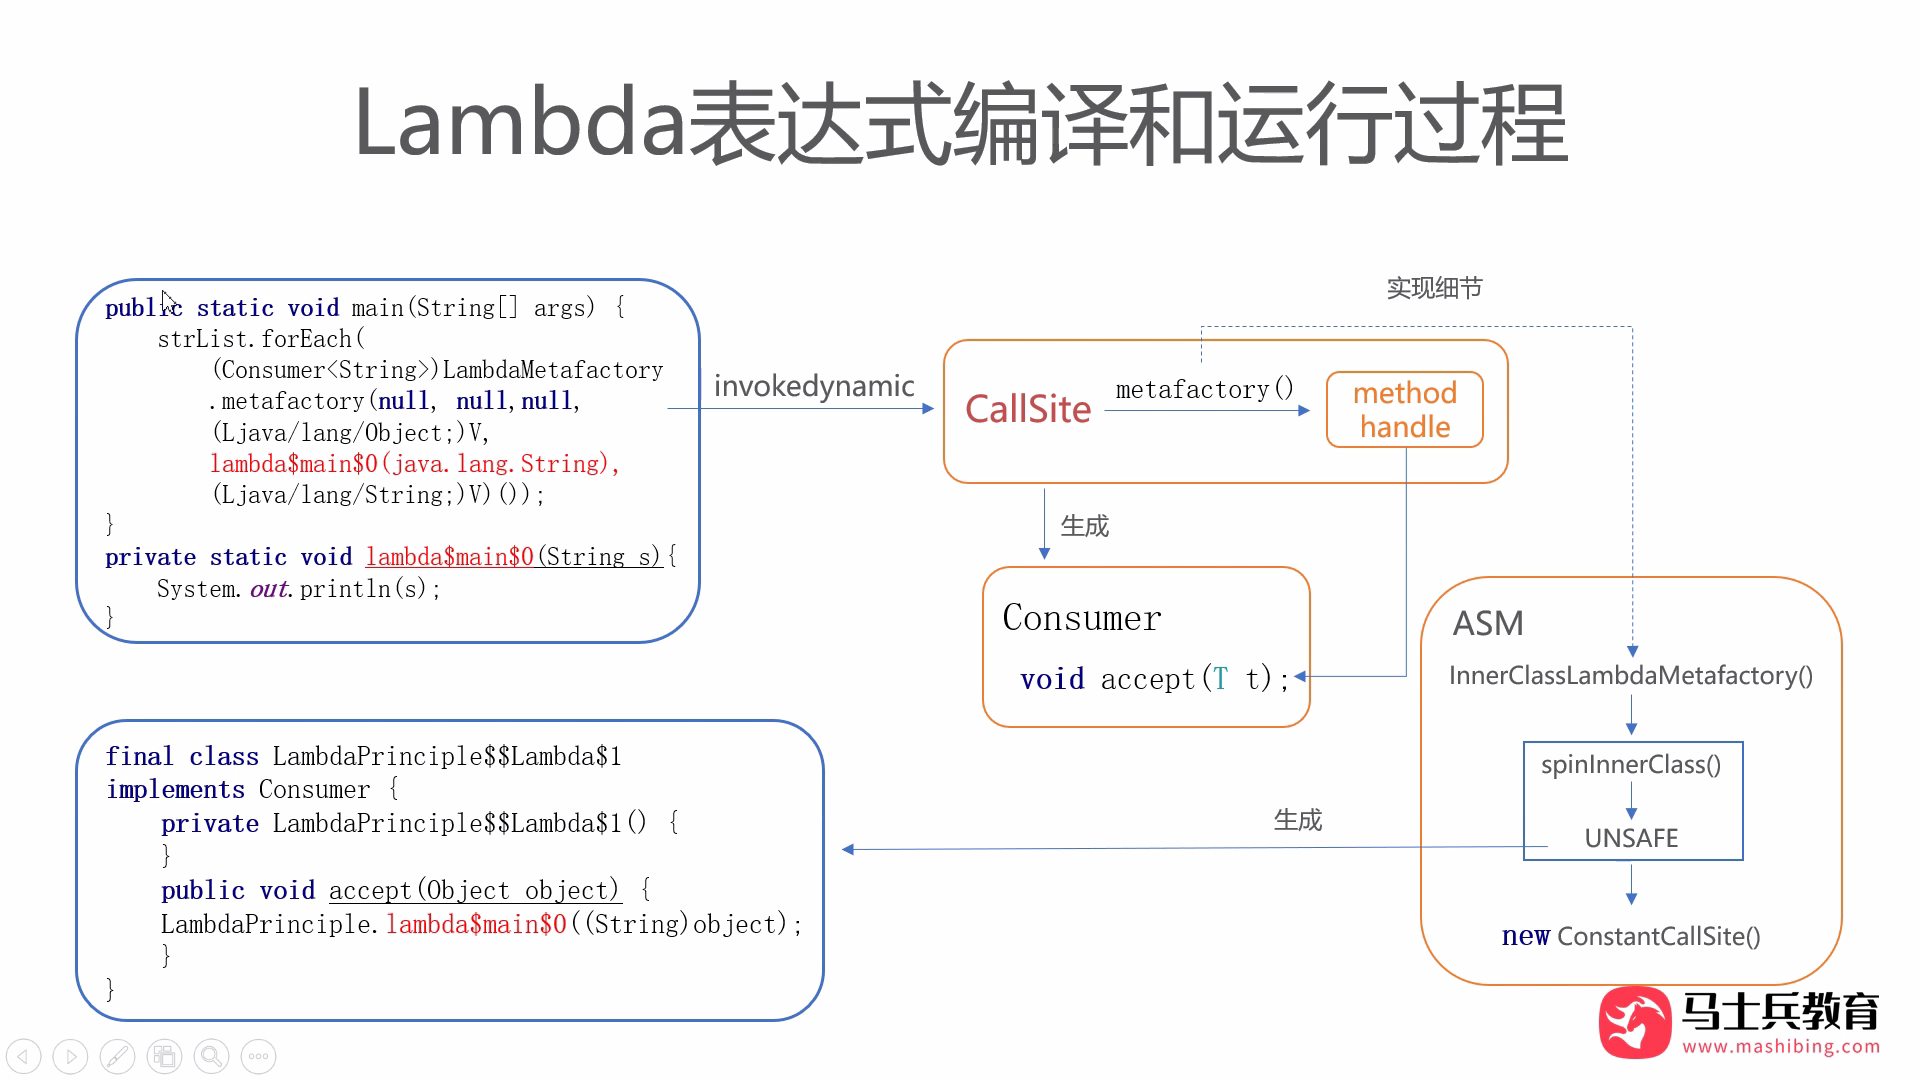 Lambda表达式编译和运行过程
public static void main(String[] args) {
strList.forEach(
(Consumer<String>)LambdaMetafactory
.metafactory(null, null,null,
(Ljava/lang/Object;)V,
lambda$main$0(java.lang.String),
(Ljava/lang/String;)V)());
}
private static void lambda$main$0(String s){
System.out.println(s);
}
invokedynamic
CallSite
metafactory()
method
handle
实现细节
生成
Consumer
void accept(T t);
ASM
InnerClassLambdaMetafactory()
spinInnerClass()
UNSAFE
new ConstantCallSite()
生成
final class LambdaPrinciple$$Lambda$1
implements Consumer {
private LambdaPrinciple$$Lambda$1() {
}
public void accept(Object object) {
LambdaPrinciple.lambda$main$0((String)object);
}
}
马士兵教育
www.mashibing.com